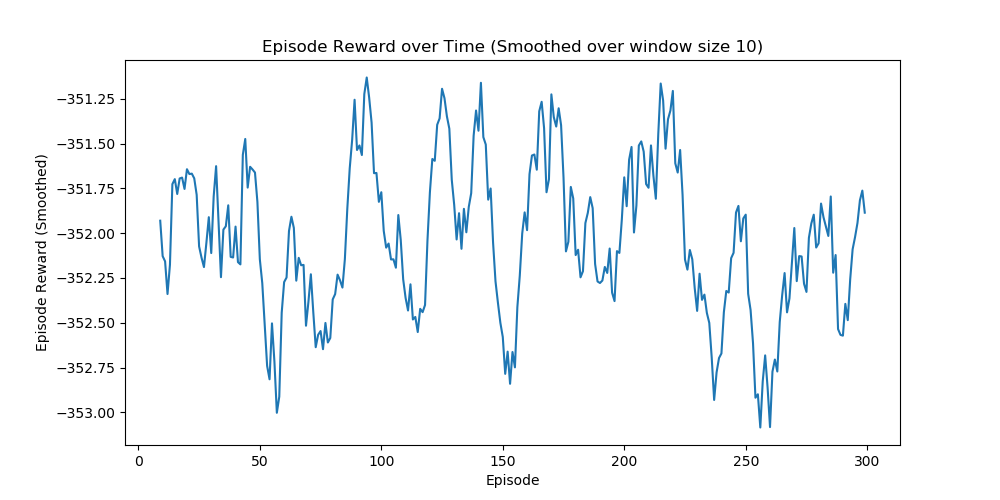 Episode Reward over Time (Smoothed over window size 10)
Episode Reward (Smoothed)
−351.25
−351.50
−351.75
−352.00
−352.25
−352.50
−352.75
−353.00
0 50 100 150 200 250 300
Episode